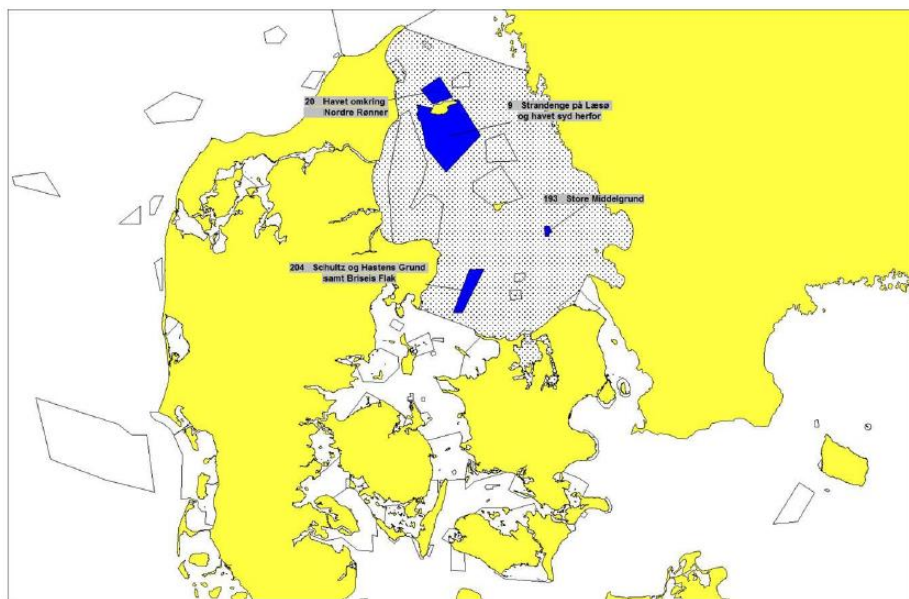 20 Havet omkring
Nordre Rønner
9 Strandenge på Læsø
og havet syd herfor
193 Store Middelgrund
204 Schultz og Hastens Grund
samt Briseis Flak